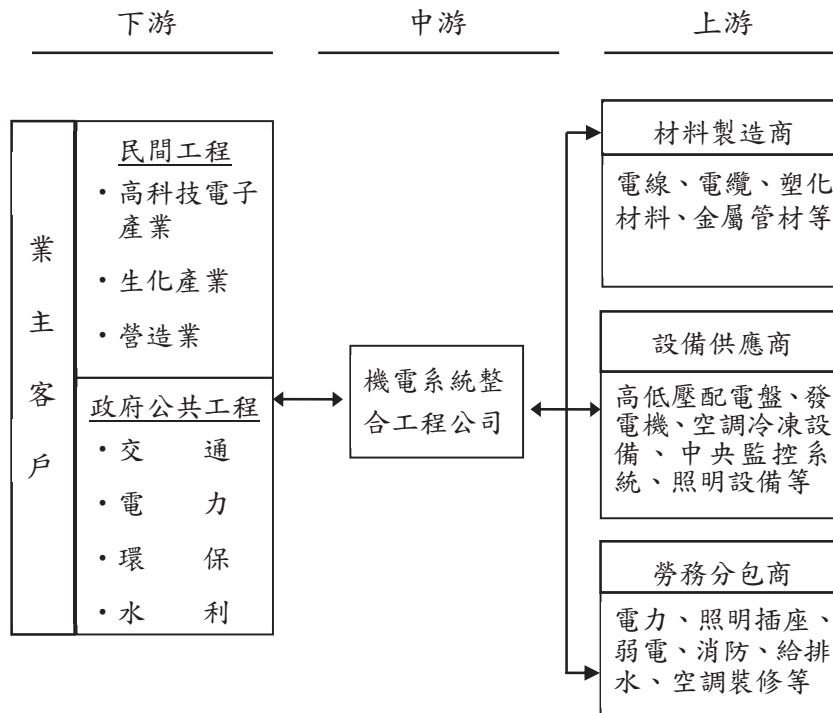 下游
中游
上游
業
主
客
戶
民間工程
・高科技電子
產業
・生化產業
・營造業
政府公共工程
・交 通
・電 力
・環 保
・水 利
機電系統整
合工程公司
材料製造商
電線、電纜、塑化
材料、金屬管材等
設備供應商
高低壓配電盤、發
電機、空調冷凍設
備、中央監控系
統、照明設備等
勞務分包商
電力、照明插座、
弱電、消防、給排
水、空調裝修等